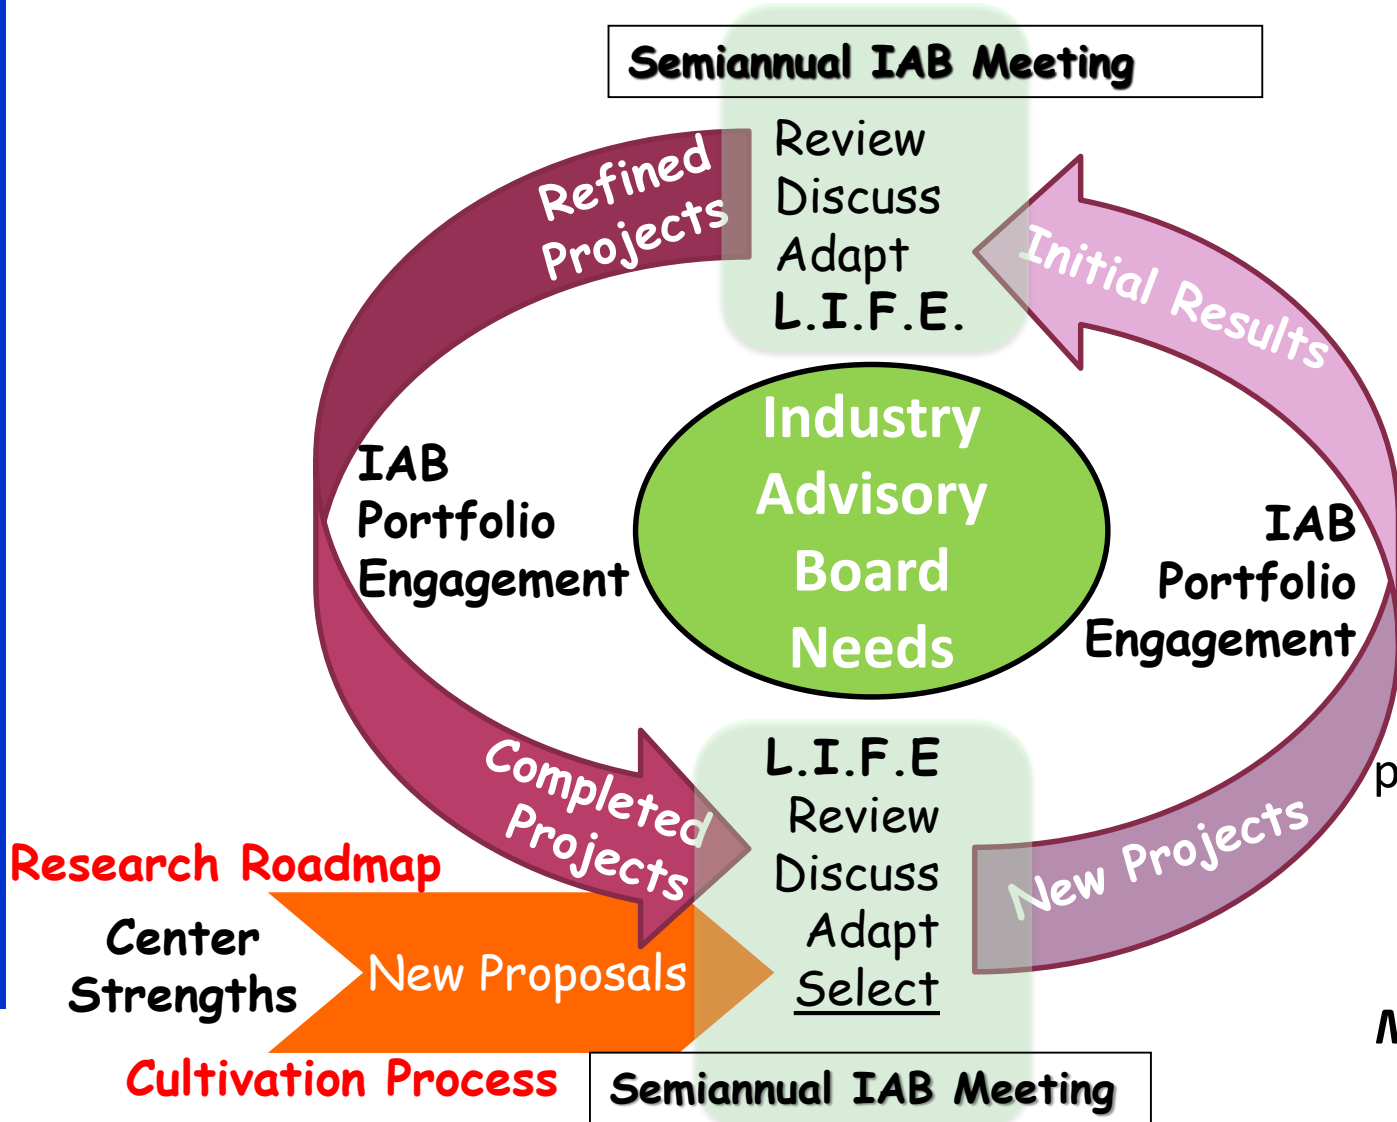 Semiannual IAB Meeting
Review
Discuss
Adapt
L.I.F.E.
Refined
Projects
Initial Results
Industry
Advisory
Board
Needs
IAB
Portfolio
Engagement
IAB
Portfolio
Engagement
Completed
Projects
L.I.F.E
Review
Discuss
Adapt
Select
New Projects
Research Roadmap
Center
Strengths
New Proposals
Cultivation Process
Semiannual IAB Meeting
p